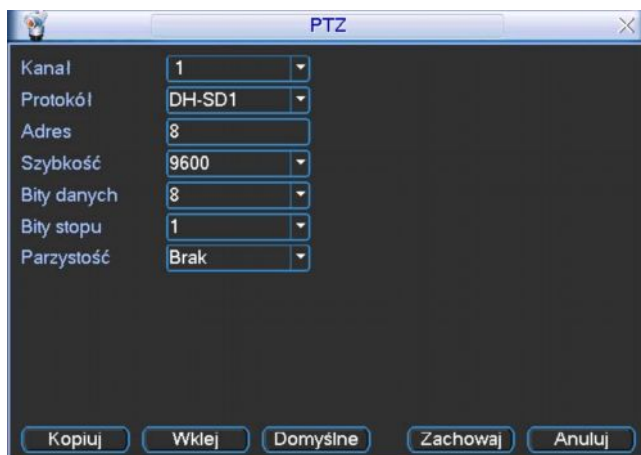 PTZ
Kanał 1
Protokół DH-SD1
Adres 8
Szybkość 9600
Bity danych 8
Bity stopu 1
Parzystość Brak
Kopiuj Wklej Domyślne Zachowaj Anuluj